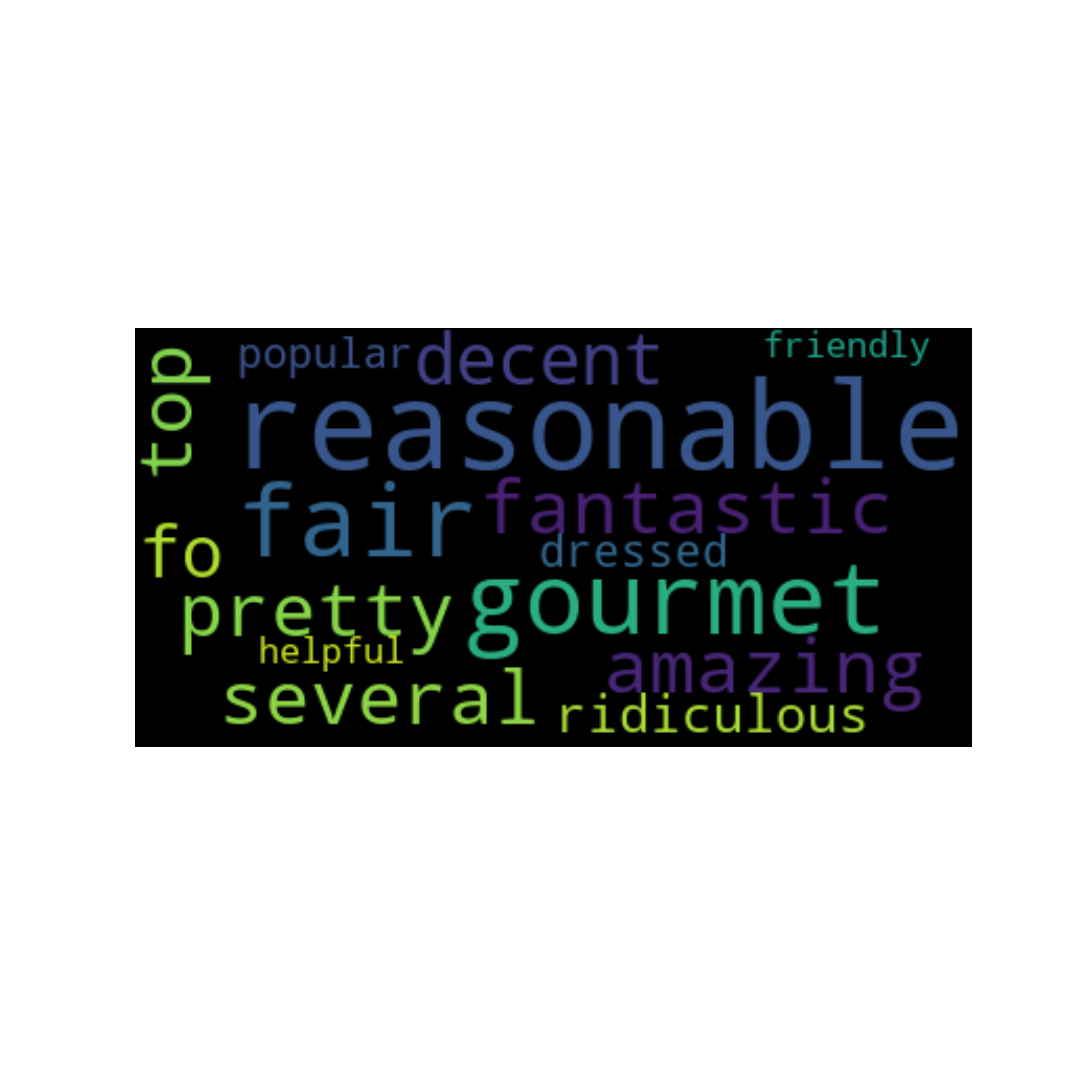 popular decent friendly
top
reasonable
fair fantastic
fo dressed
pretty gourmet
helpful amazing
several ridiculous